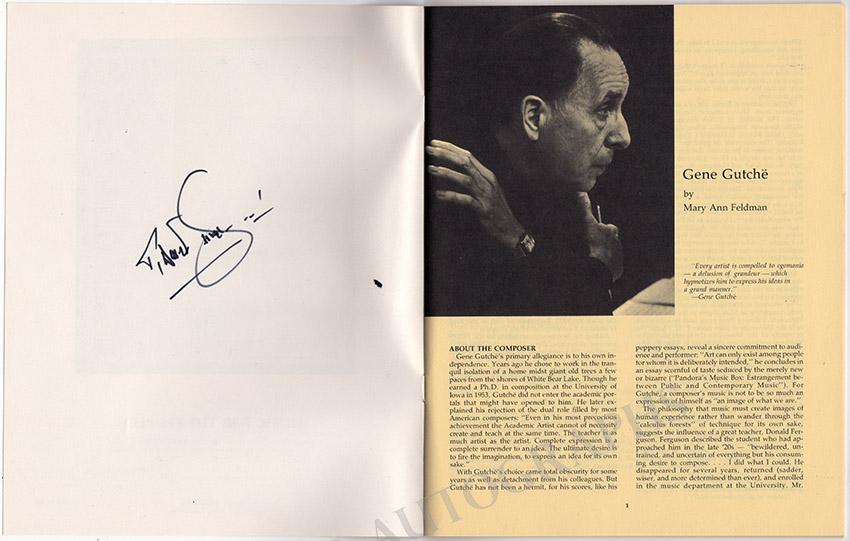 Gene Gutchë
by
Mary Ann Feldman
"Every artist is compelled to egomania
— a delusion of grandeur — which
hypnotizes him to express his ideas in
a grand manner."
—Gene Gutchë
ABOUT THE COMPOSER
Gene Gutchë's primary allegiance is to his own in-
dependence. Years ago he chose to work in the tran-
quil isolation of a home midst giant old trees a few
paces from the shores of White Bear Lake. Though he
earned a Ph.D. in composition at the University of
Iowa in 1953, Gutchë did not enter the academic por-
tals that might have opened to him. He later ex-
plained his rejection of the dual role filled by most
American composers: "Even in his most precocious
achievement the Academic Artist cannot of necessity
create and teach at the same time. The teacher is as
much artist as the artist. Complete expression is a
complete surrender to an idea, the ultimate desire is
to fire the imagination, to express an idea for its own
sake."
With Gutchë's choice came total obscurity for some
years as well as detachment from his colleagues. But
Gutchë has not been a hermit, for his scores, like his
peppery essays, reveal a sincere commitment to audi-
ence and performer: "Art can only exist among people
for whom it is deliberately intended," he concludes in
an essay scornful of taste seduced by the merely new
or bizarre ("Pandora's Music Box: Estrangement be-
tween Public and Contemporary Music"). For
Gutchë, a composer's music is not to be so much an
expression of himself as "an image of what we are."
The philosophy that music must create images of
human experience rather than wander through the
"calculic forests" of technique for its own sake,
suggests the influence of a great teacher, Donald Fer-
guson. Ferguson described the student who had ap-
proached him in the late '20s — "bewildered, un-
trained, and uncertain of everything but his consum-
ing desire to compose. . . . I did what I could. He
disappeared for several years, returned (sadder,
wiser, and more determined than ever), and enrolled
in the music department at the University. Mr.
1
AUTOGRAPHS